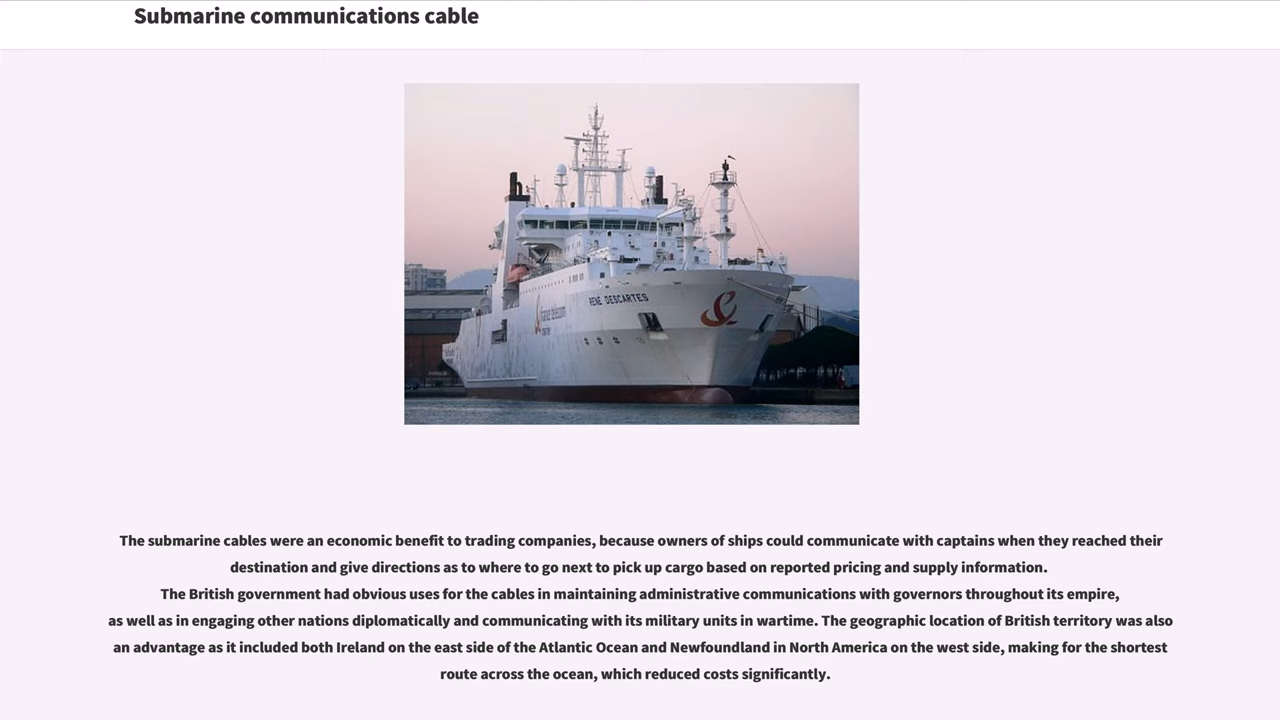 Submarine communications cable
RENE DESCARTES
france telecom
marine
The submarine cables were an economic benefit to trading companies, because owners of ships could communicate with captains when they reached their
destination and give directions as to where to go next to pick up cargo based on reported pricing and supply information.
The British government had obvious uses for the cables in maintaining administrative communications with governors throughout its empire,
as well as in engaging other nations diplomatically and communicating with its military units in wartime. The geographic location of British territory was also
an advantage as it included both Ireland on the east side of the Atlantic Ocean and Newfoundland in North America on the west side, making for the shortest
route across the ocean, which reduced costs significantly.